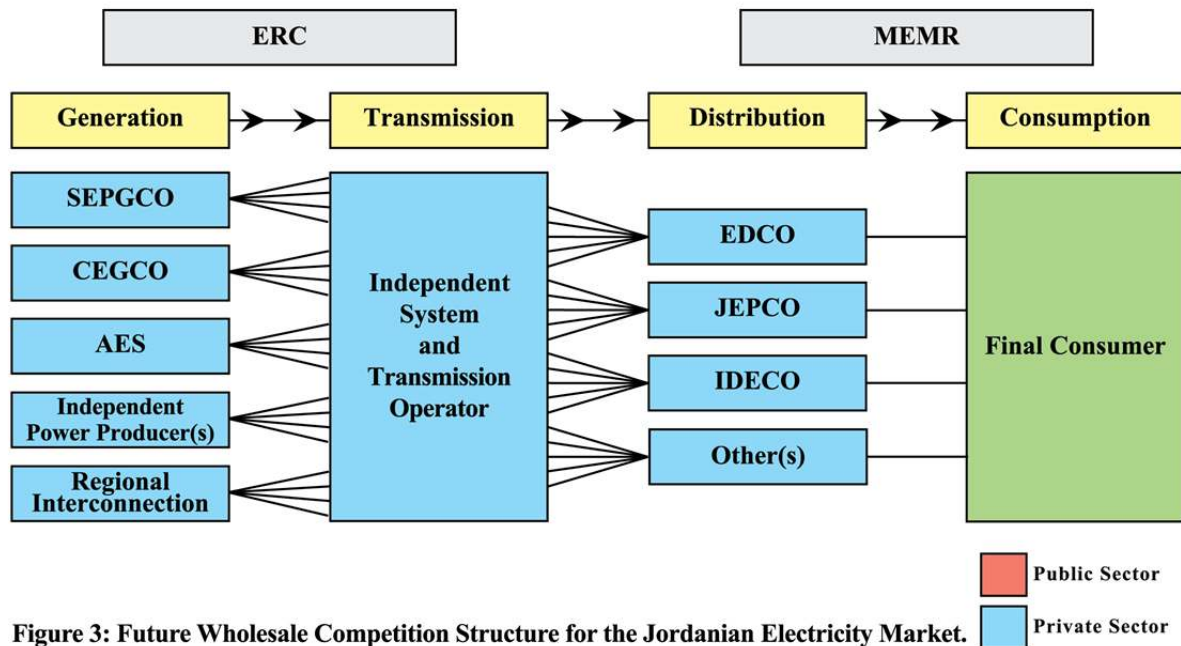 ERC
MEMR
Generation
Transmission
Distribution
Consumption
SEPGCO
CEGCO
AES
Independent
Power Producer(s)
Regional
Interconnection
Independent
System
and
Transmission
Operator
EDCO
JEPCO
IDECO
Other(s)
Final Consumer
Public Sector
Private Sector
Figure 3: Future Wholesale Competition Structure for the Jordanian Electricity Market.